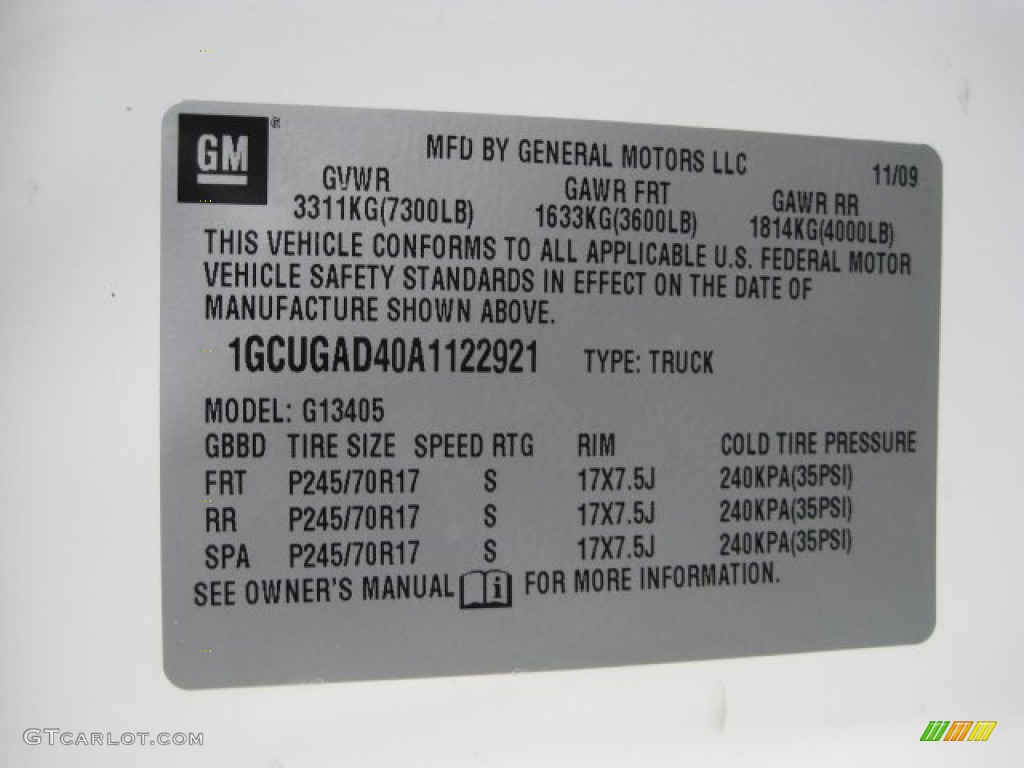 GM®
MFD BY GENERAL MOTORS LLC
11/09
GVWR GAWR FRT GAWR RR
3311KG(7300LB) 1633KG(3600LB) 1814KG(4000LB)
THIS VEHICLE CONFORMS TO ALL APPLICABLE U.S. FEDERAL MOTOR
VEHICLE SAFETY STANDARDS IN EFFECT ON THE DATE OF
MANUFACTURE SHOWN ABOVE.
1GCUGAD40A1122921 TYPE: TRUCK
MODEL: G13405
GBBD TIRE SIZE SPEED RTG RIM COLD TIRE PRESSURE
FRT P245/70R17 S 17X7.5J 240KPA(35PSI)
RR P245/70R17 S 17X7.5J 240KPA(35PSI)
SPA P245/70R17 S 17X7.5J 240KPA(35PSI)
SEE OWNER'S MANUAL i FOR MORE INFORMATION.
GTCARLOT.COM